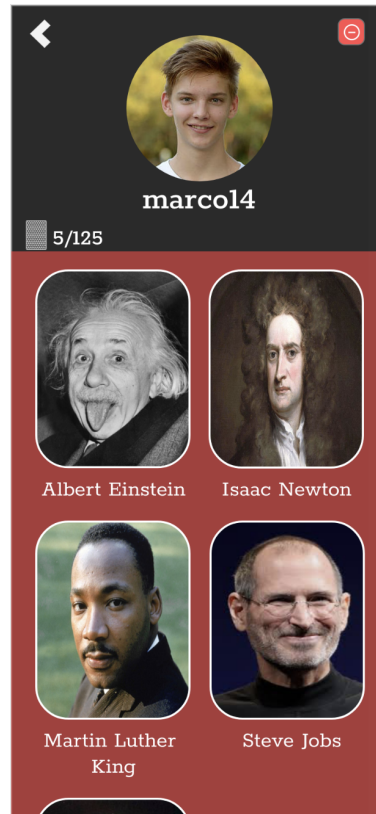 marco14
5/125
Albert Einstein
Isaac Newton
Martin Luther
King
Steve Jobs